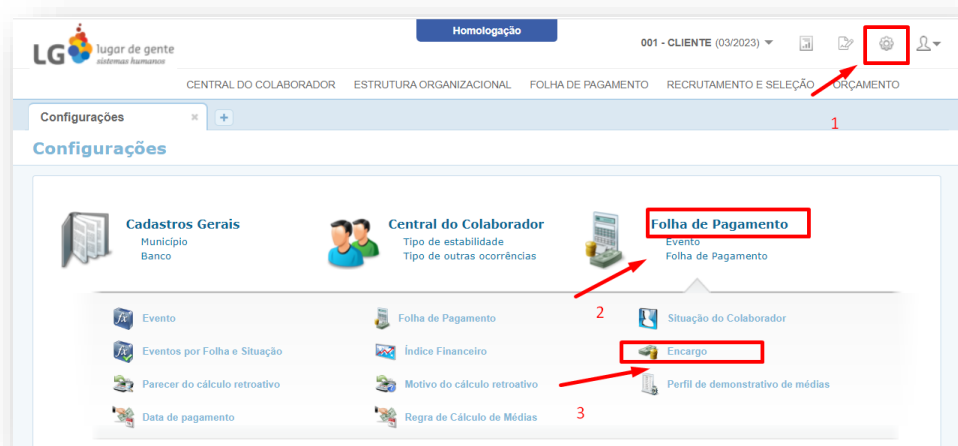 Homologação
LG lugar de gente
sistemas humanos
001 - CLIENTE (03/2023)
CENTRAL DO COLABORADOR ESTRUTURA ORGANIZACIONAL FOLHA DE PAGAMENTO RECRUTAMENTO E SELEÇÃO ORÇAMENTO
1
Configurações × +
Configurações
Cadastros Gerais
Município
Banco
Central do Colaborador
Tipo de estabilidade
Tipo de outras ocorrências
Folha de Pagamento
Evento
Folha de Pagamento
2
Evento Folha de Pagamento Situação do Colaborador
Eventos por Folha e Situação Índice Financeiro Encargo
Parecer do cálculo retroativo Motivo do cálculo retroativo Perfil de demonstrativo de médias
3
Data de pagamento Regra de Cálculo de Médias